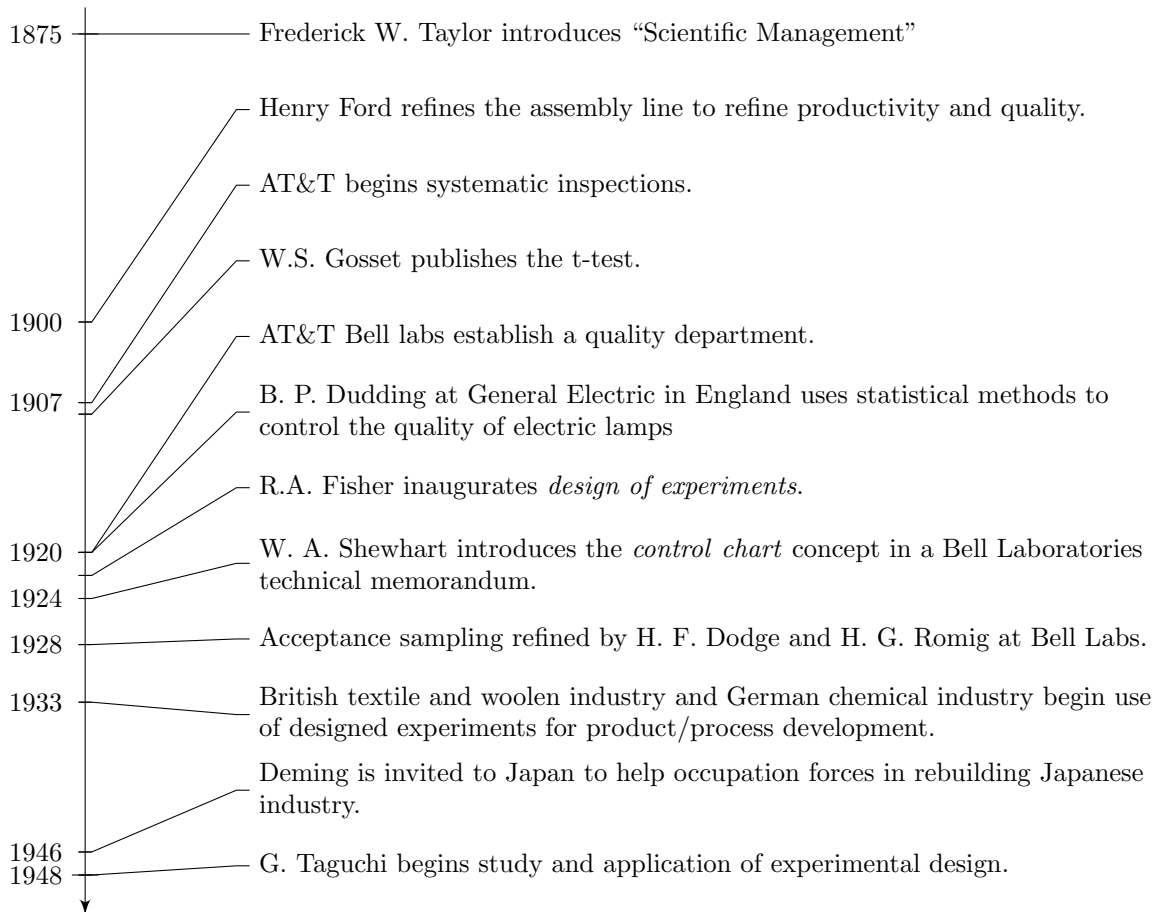 1875 Frederick W. Taylor introduces “Scientific Management”
Henry Ford refines the assembly line to refine productivity and quality.
AT&T begins systematic inspections.
W.S. Gosset publishes the t-test.
1900
AT&T Bell labs establish a quality department.
1907
B. P. Dudding at General Electric in England uses statistical methods to
control the quality of electric lamps
R.A. Fisher inaugurates design of experiments.
1920
W. A. Shewhart introduces the control chart concept in a Bell Laboratories
technical memorandum.
1924
1928
Acceptance sampling refined by H. F. Dodge and H. G. Romig at Bell Labs.
1933
British textile and woolen industry and German chemical industry begin use
of designed experiments for product/process development.
Deming is invited to Japan to help occupation forces in rebuilding Japanese
industry.
1946
1948
G. Taguchi begins study and application of experimental design.